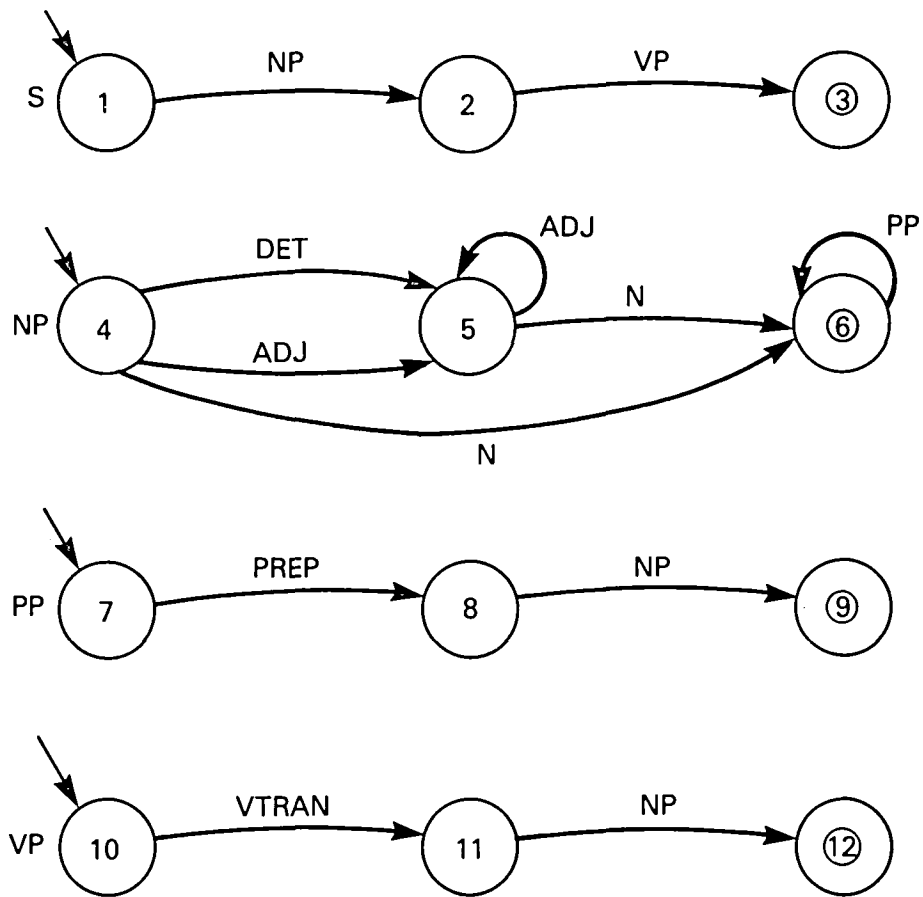 NP VP
S 1 2 3
ADJ PP
DET
N
NP 4 5 6
ADJ
N
PREP NP
PP 7 8 9
VTRAN NP
VP 10 11 12